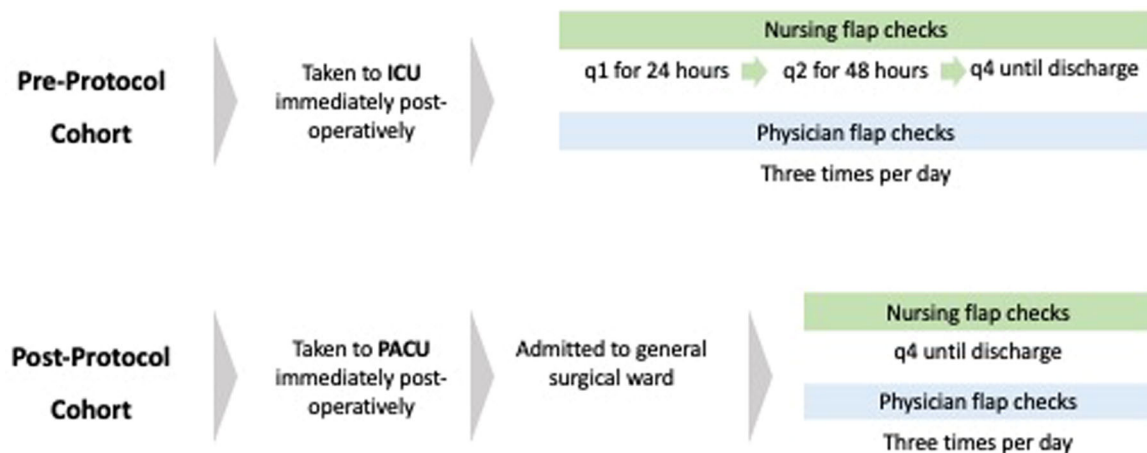 Pre-Protocol
Cohort
Taken to ICU
immediately post-
operatively
Nursing flap checks
q1 for 24 hours q2 for 48 hours q4 until discharge
Physician flap checks
Three times per day
Post-Protocol
Cohort
Taken to PACU
immediately post-
operatively
Admitted to general
surgical ward
Nursing flap checks
q4 until discharge
Physician flap checks
Three times per day